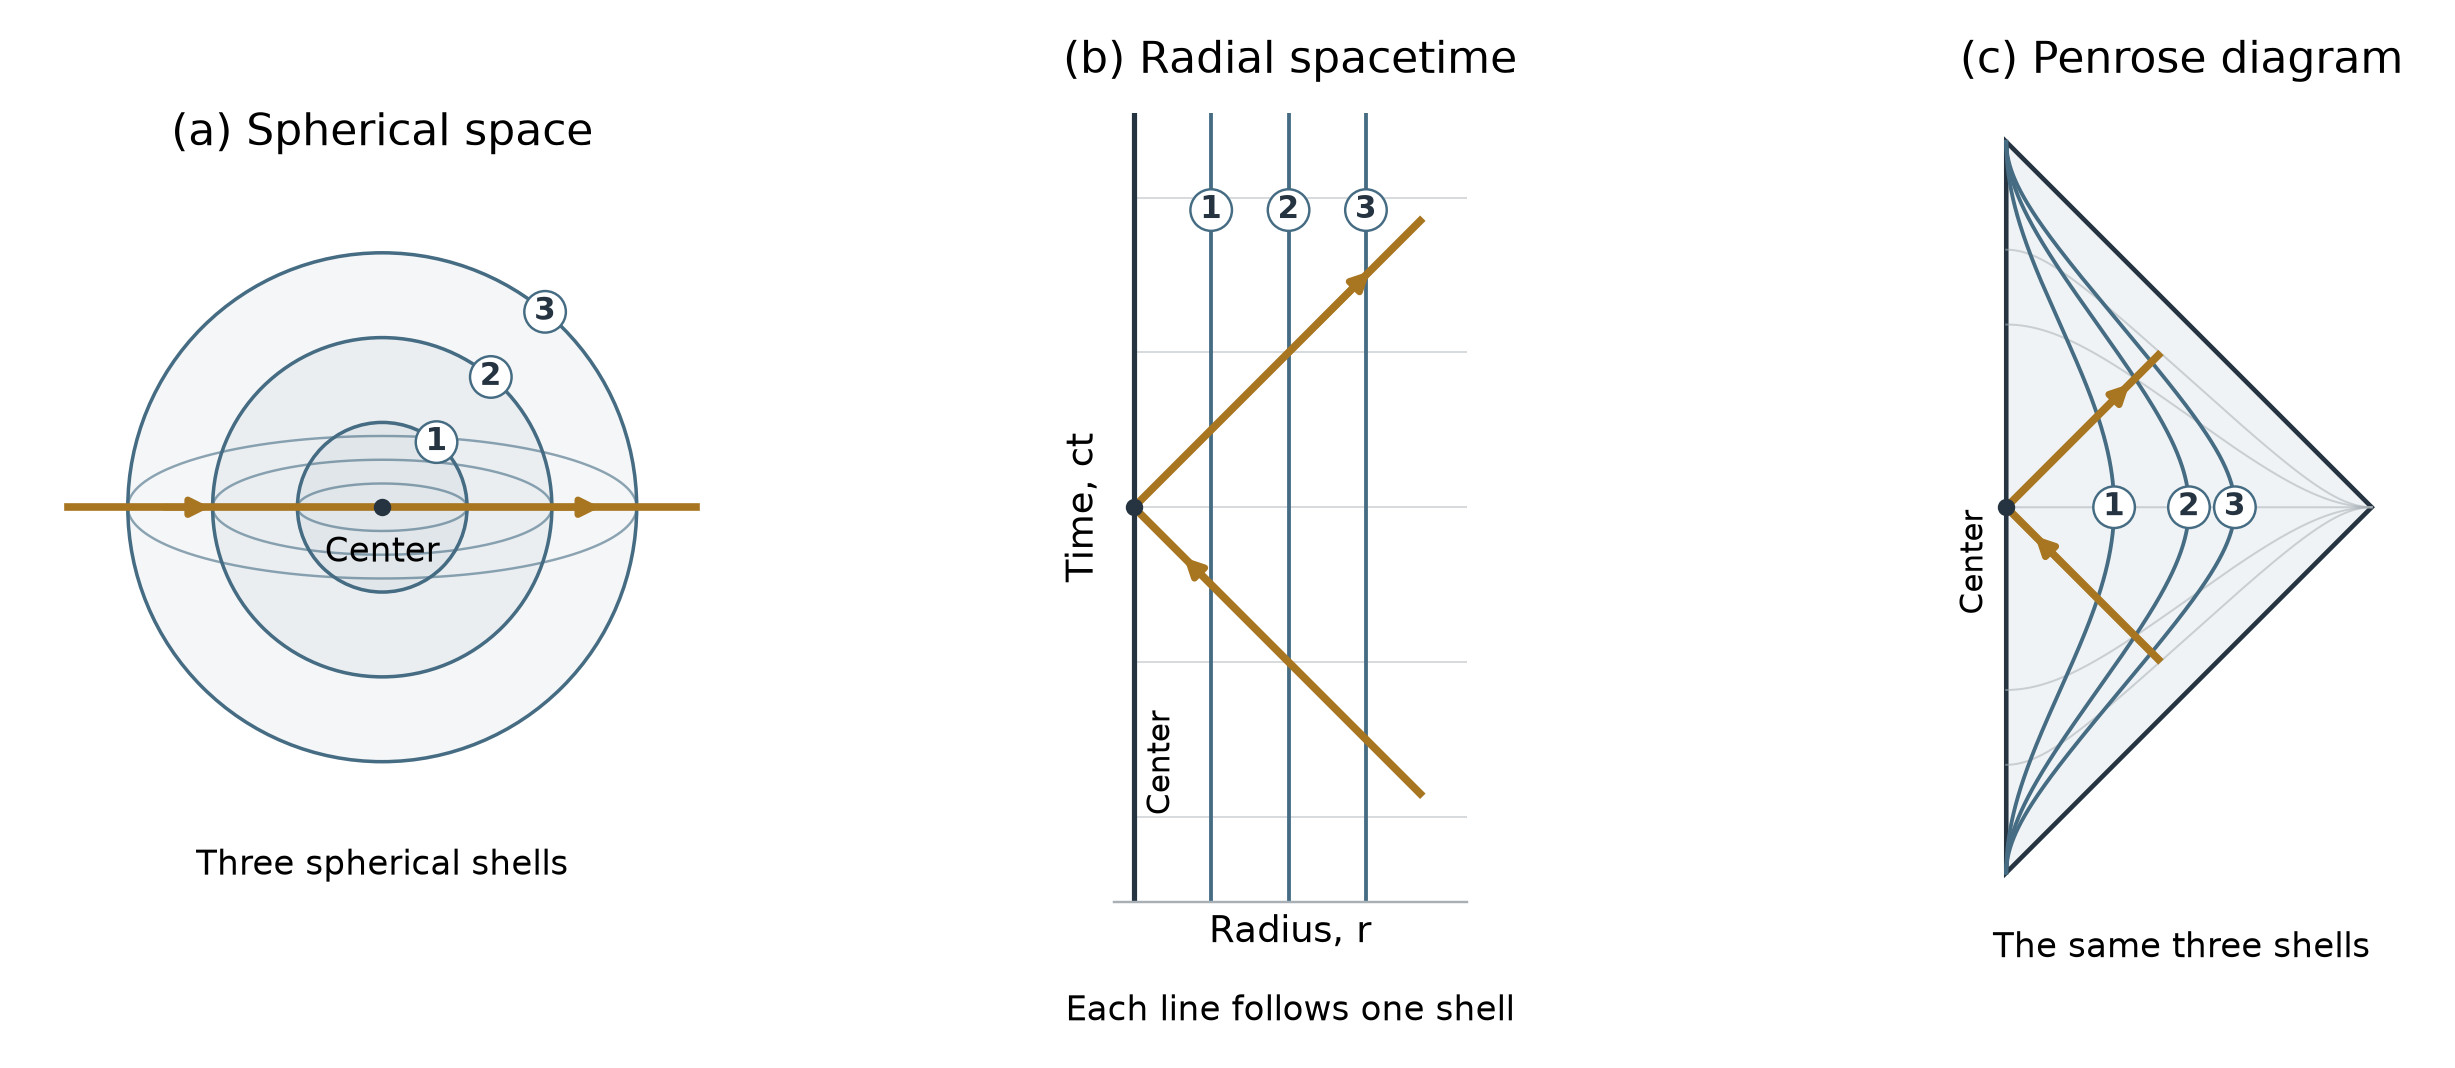 (a) Spherical space
3
2
1
Center
Three spherical shells
(b) Radial spacetime
1 2 3
Time, ct
Center
Radius, r
Each line follows one shell
(c) Penrose diagram
1 2 3
Center
The same three shells